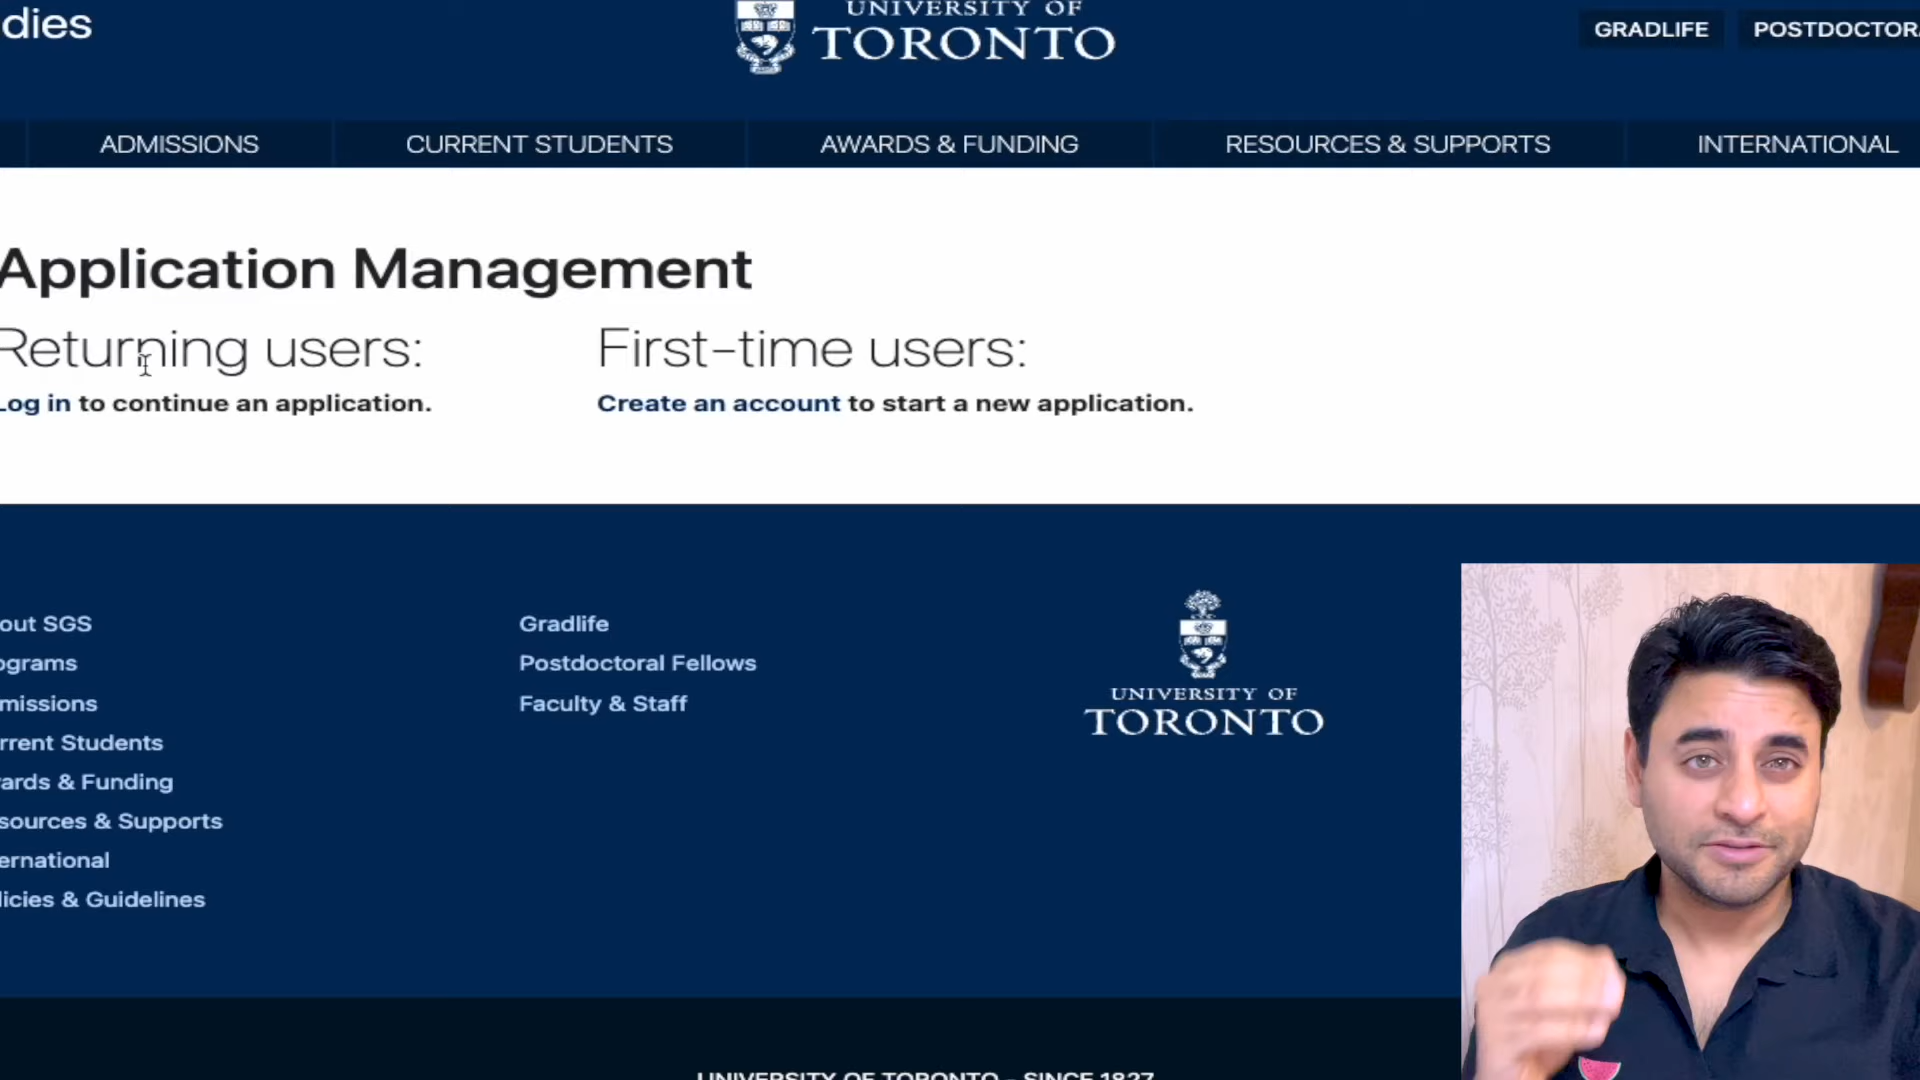 dies
UNIVERSITY OF
TORONTO
GRADLIFE
POSTDOCTORA
ADMISSIONS
CURRENT STUDENTS
AWARDS & FUNDING
RESOURCES & SUPPORTS
INTERNATIONAL
Application Management
Returning users:
Log in to continue an application.
First-time users:
Create an account to start a new application.
out SGS
ograms
missions
rrent Students
ards & Funding
sources & Supports
ernational
licies & Guidelines
Gradlife
Postdoctoral Fellows
Faculty & Staff
UNIVERSITY OF
TORONTO
UNIVERSITY OF TORONTO - SINCE 1827